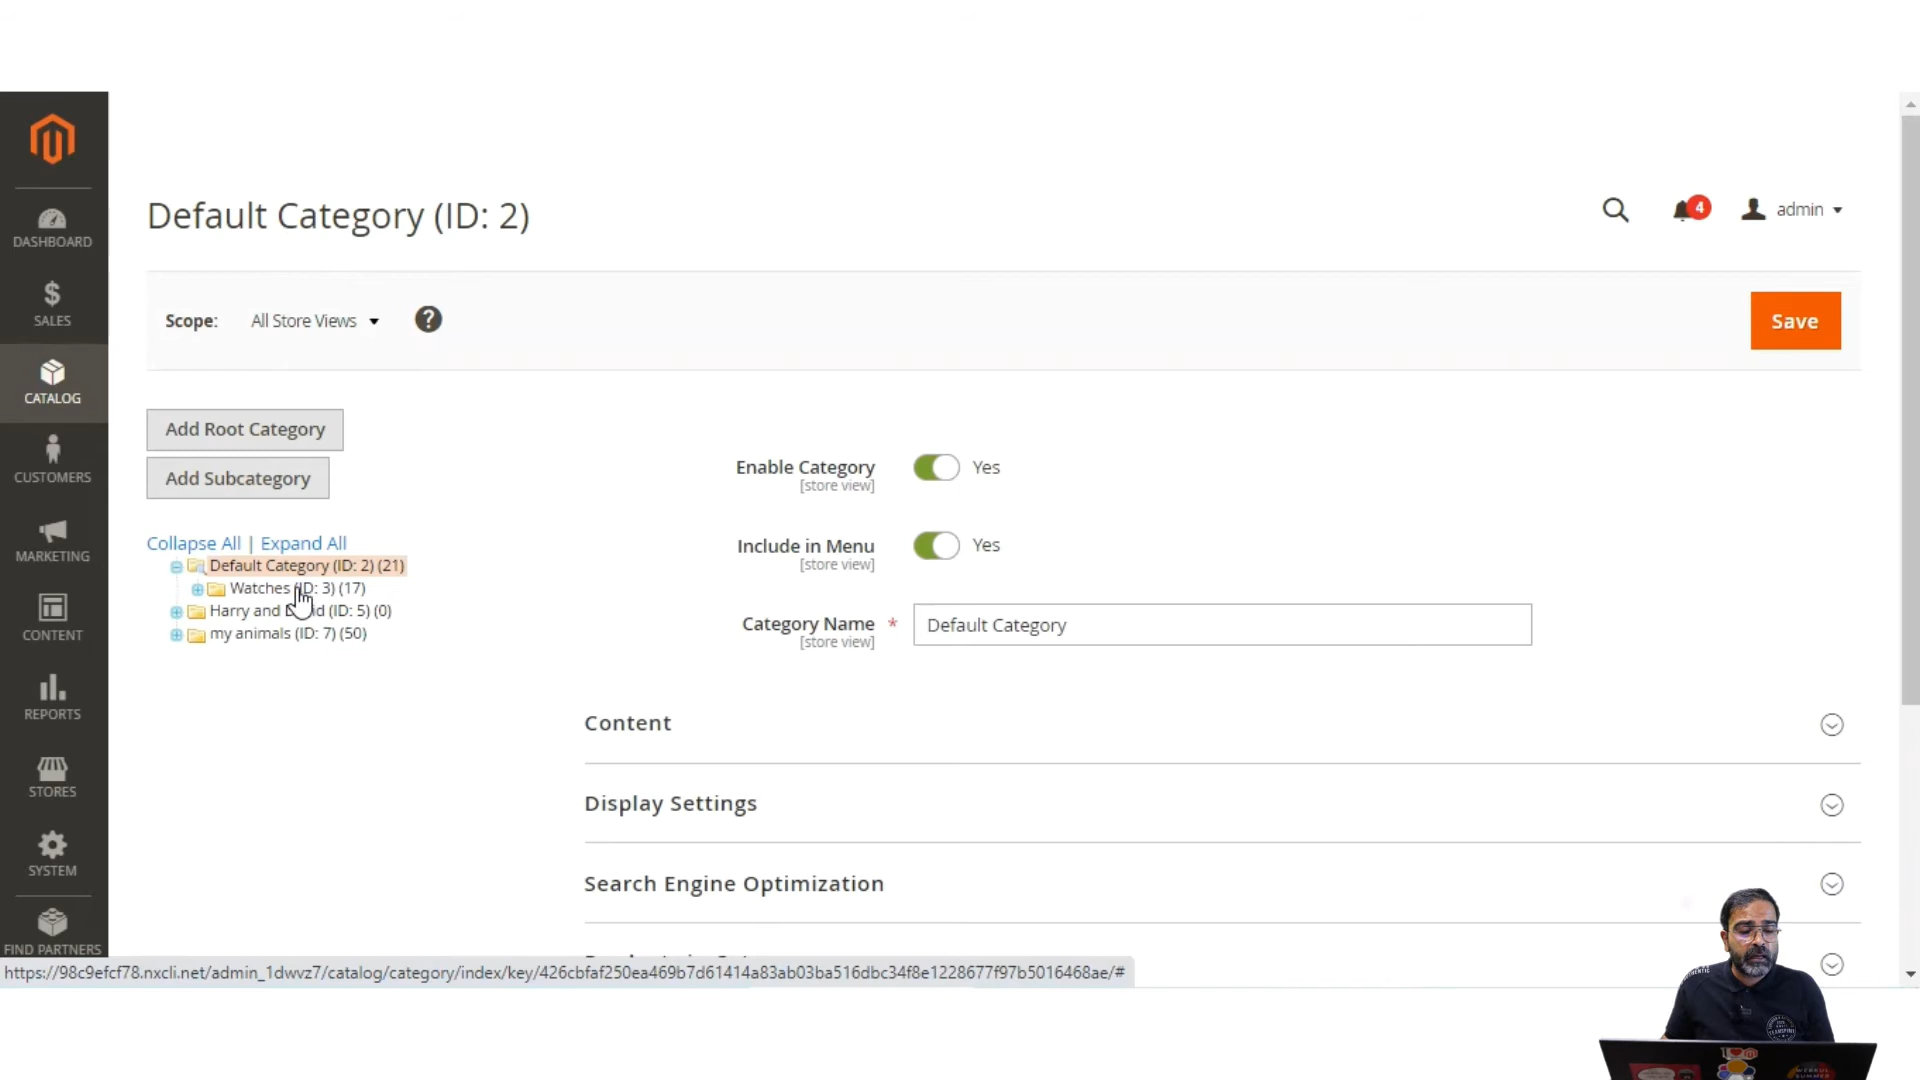 Default Category (ID: 2)
4
admin
Scope:
All Store Views
?
Save
DASHBOARD
SALES
CATALOG
CUSTOMERS
MARKETING
CONTENT
REPORTS
STORES
SYSTEM
FIND PARTNERS
Add Root Category
Add Subcategory
Collapse All | Expand All
Default Category (ID: 2) (21)
Watches (ID: 3) (17)
Harry and (ID: 5) (0)
my animals (ID: 7) (50)
Enable Category
[store view]
Yes
Include in Menu
[store view]
Yes
Category Name *
[store view]
Default Category
Content
Display Settings
Search Engine Optimization
https://98c9efcf78.nxcli.net/admin_1dwvz7/catalog/category/index/key/426cbfaf250ea469b7d61414a83ab03ba516dbc34f8e1228677f97b5016468ae/#